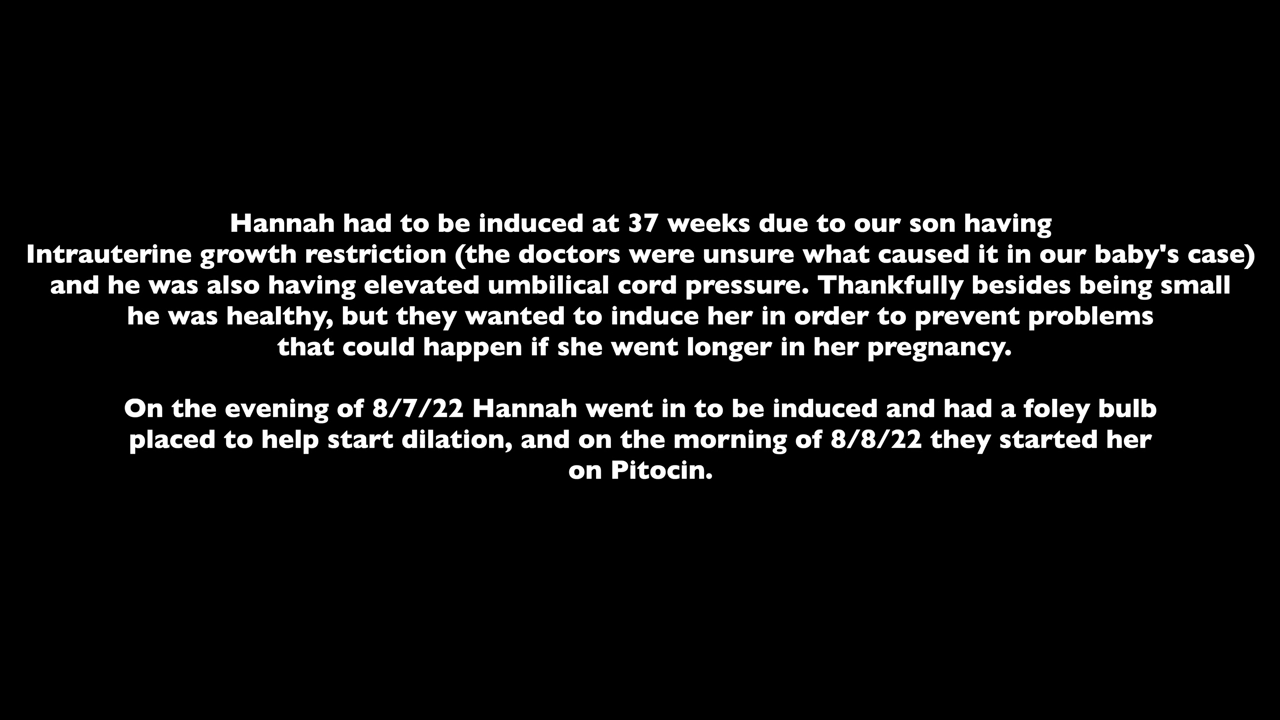 Hannah had to be induced at 37 weeks due to our son having
Intrauterine growth restriction (the doctors were unsure what caused it in our baby's case)
and he was also having elevated umbilical cord pressure. Thankfully besides being small
he was healthy, but they wanted to induce her in order to prevent problems
that could happen if she went longer in her pregnancy.
On the evening of 8/7/22 Hannah went in to be induced and had a foley bulb
placed to help start dilation, and on the morning of 8/8/22 they started her
on Pitocin.